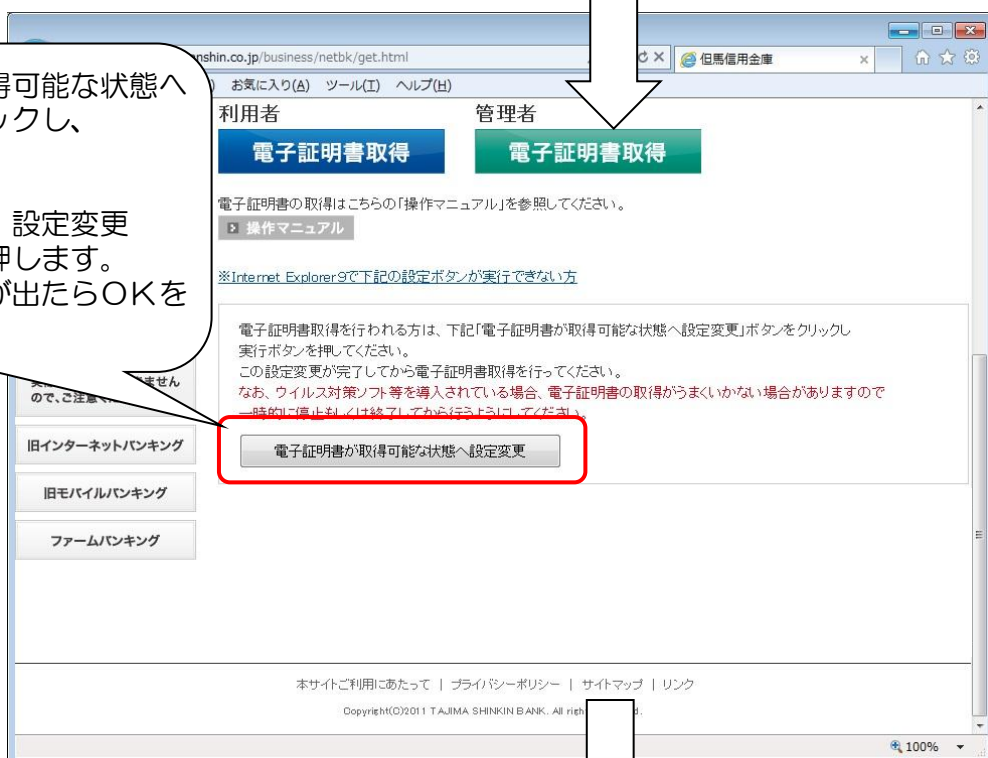 nshin.co.jp/business/netbk/get.html
但馬信用金庫
お気に入り(A) ツール(T) ヘルプ(H)
得可能な状態へ
ックし、
設定変更
押します。
が出たらOKを
利用者
管理者
電子証明書取得
電子証明書取得
電子証明書の取得はこちらの「操作マニュアル」を参照してください。
操作マニュアル
※Internet Explorer9で下記の設定ボタンが実行できない方
電子証明書取得を行われる方は、下記「電子証明書が取得可能な状態へ設定変更」ボタンをクリックし
実行ボタンを押してください。
この設定変更が完了してから電子証明書取得を行ってください。
なお、ウイルス対策ソフト等を導入されている場合、電子証明書の取得がうまくいかない場合がありますので
一時的に停止もしくは終了してから行うようにしてください。
電子証明書が取得可能な状態へ設定変更
ません
ので、ご注意
旧インターネットバンキング
旧モバイルバンキング
ファームバンキング
本サイトご利用にあたって | プライバシーポリシー | サイトマップ | リンク
Copyright(C)2011 TAJIMA SHINKIN BANK. All righ d.
100%